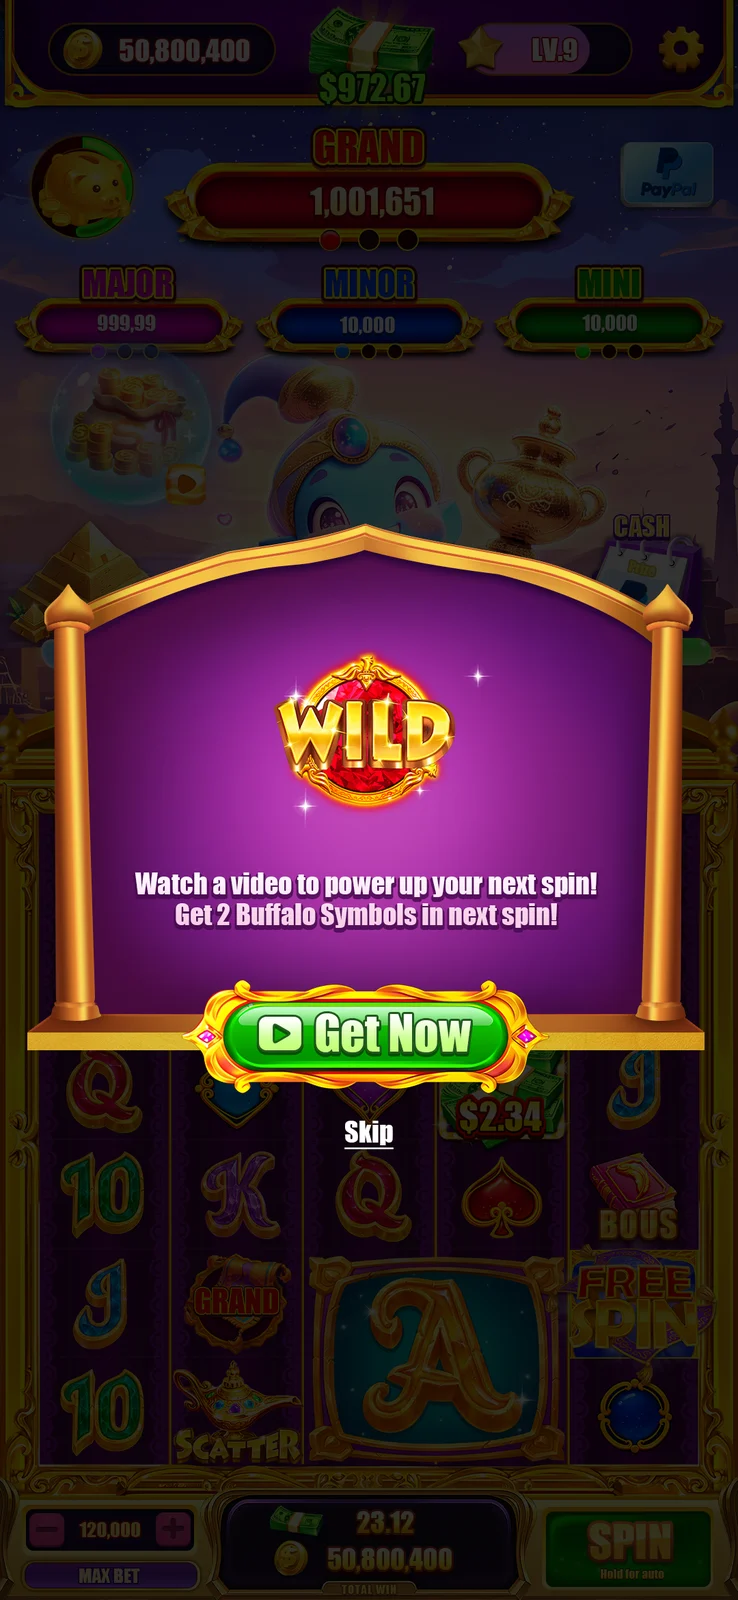 50,800,400
LV.9
$972.67
GRAND
1,001,651
PayPal
MAJOR
MINOR
MINI
999,99
10,000
10,000
CASH
Prize
WILD
Watch a video to power up your next spin!
Get 2 Buffalo Symbols in next spin!
Get Now
Skip
Q
$2.34
J
10
K
Q
BOUS
J
GRAND
A
FREE
SPIN
10
SCATTER
120,000
23.12
SPIN
MAX BET
50,800,400
Hold for auto
TOTAL WIN